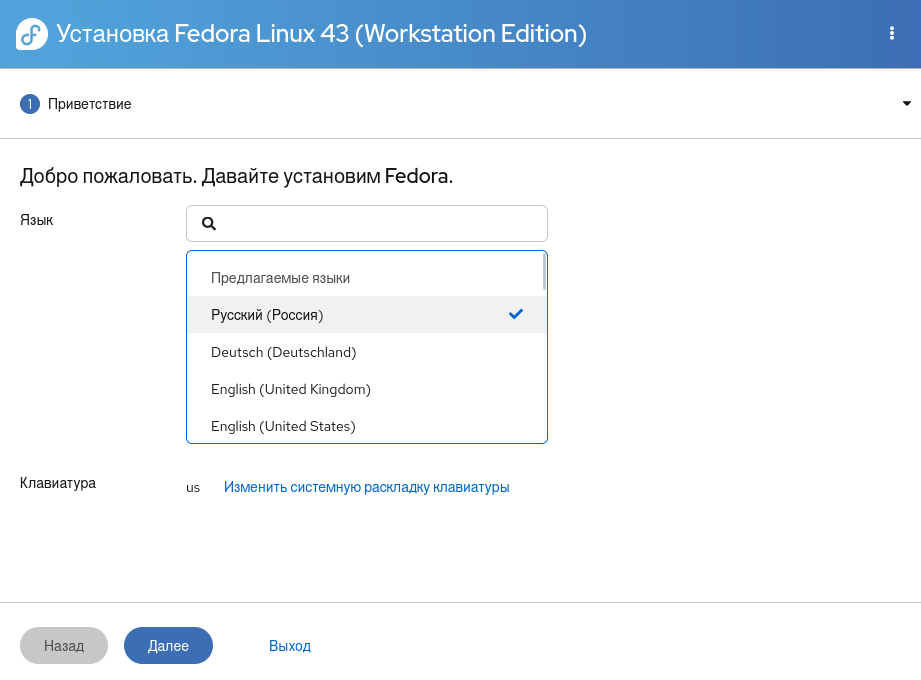 Установка Fedora Linux 43 (Workstation Edition)
1 Приветствие
Добро пожаловать. Давайте установим Fedora.
Язык
Предлагаемые языки
Русский (Россия)
Deutsch (Deutschland)
English (United Kingdom)
English (United States)
Клавиатура
us Изменить системную раскладку клавиатуры
Назад Далее Выход